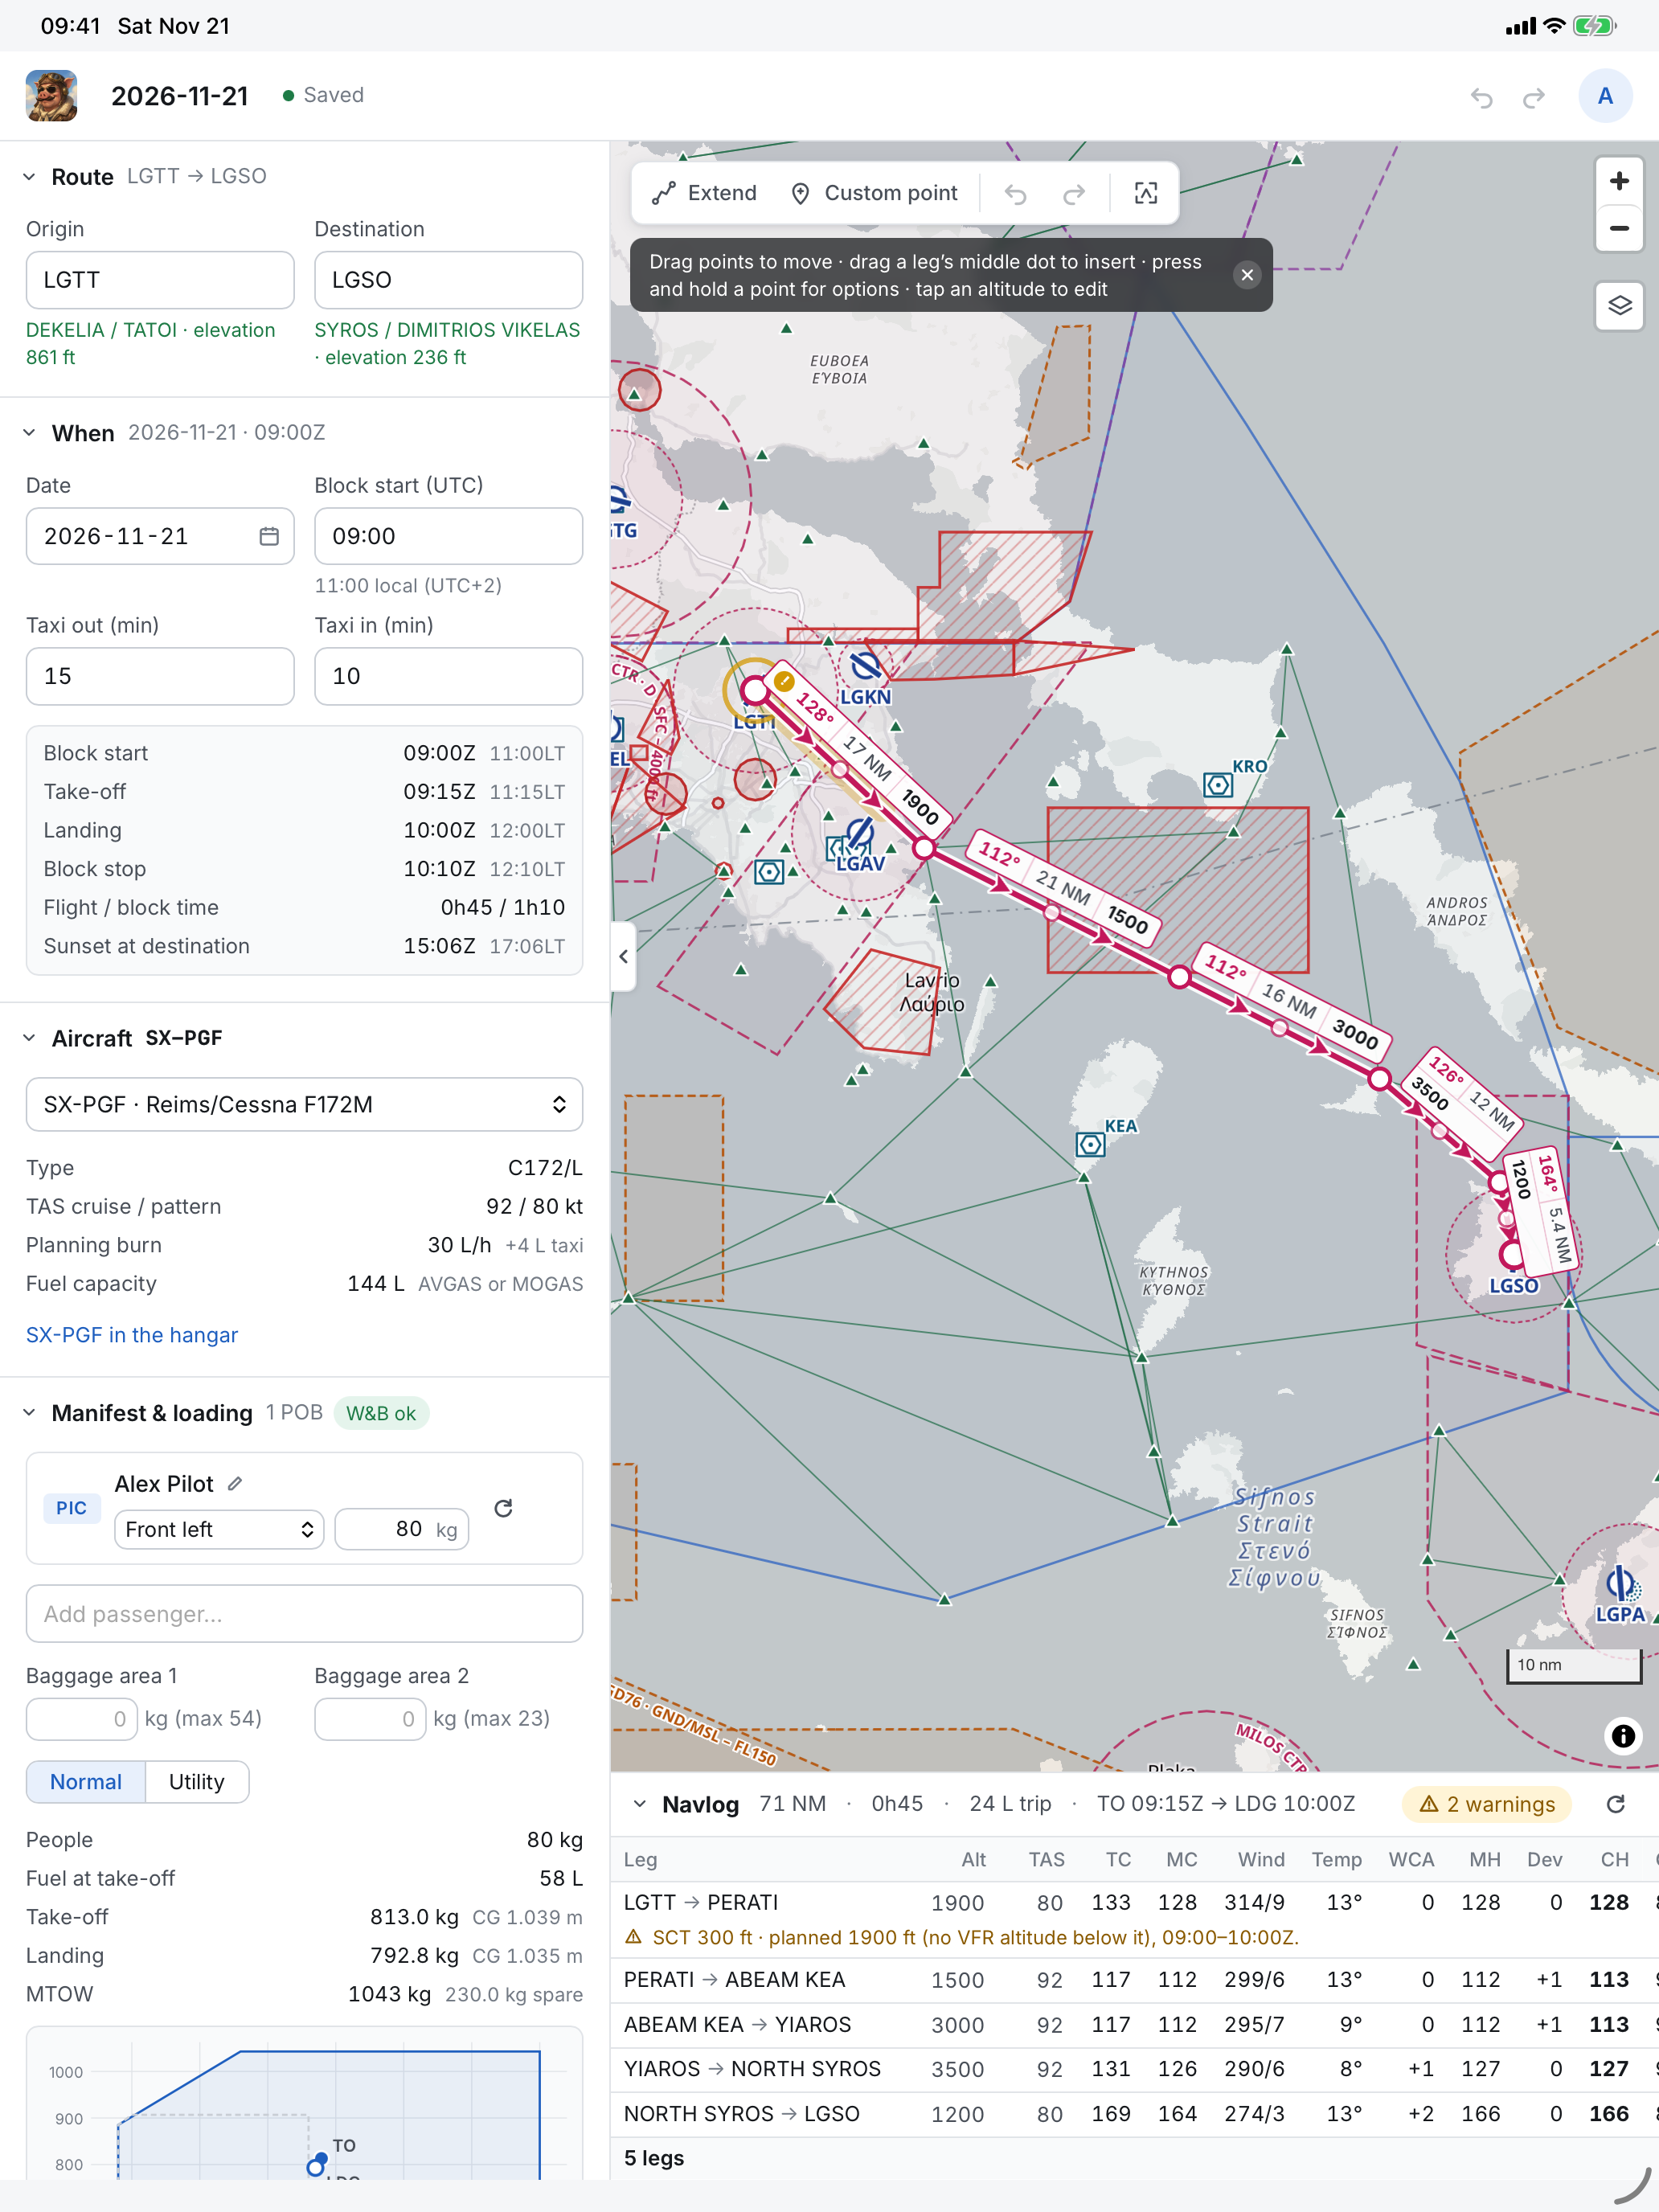 09:41 Sat Nov 21
2026-11-21 Saved
A
Route LGTT → LGSO
Origin
Destination
LGTT
LGSO
DEKELIA / TATOI · elevation
861 ft
SYROS / DIMITRIOS VIKELAS
· elevation 236 ft
When 2026-11-21 · 09:00Z
Date
Block start (UTC)
2026-11-21
09:00
11:00 local (UTC+2)
Taxi out (min)
Taxi in (min)
15
10
Block start 09:00Z 11:00LT
Take-off 09:15Z 11:15LT
Landing 10:00Z 12:00LT
Block stop 10:10Z 12:10LT
Flight / block time 0h45 / 1h10
Sunset at destination 15:06Z 17:06LT
Aircraft SX-PGF
SX-PGF · Reims/Cessna F172M
Type C172/L
TAS cruise / pattern 92 / 80 kt
Planning burn 30 L/h +4 L taxi
Fuel capacity 144 L AVGAS or MOGAS
SX-PGF in the hangar
Manifest & loading 1 POB W&B ok
PIC
Alex Pilot
Front left
80 kg
Add passenger...
Baggage area 1
Baggage area 2
0 kg (max 54)
0 kg (max 23)
Normal Utility
People 80 kg
Fuel at take-off 58 L
Take-off 813.0 kg CG 1.039 m
Landing 792.8 kg CG 1.035 m
MTOW 1043 kg 230.0 kg spare
1000
900
800
TO
Extend Custom point
Drag points to move · drag a leg's middle dot to insert · press
and hold a point for options · tap an altitude to edit
EUBOEA
ΕΎΒΟΙΑ
TG
LGKN
CTR · D SFC – 400 ft
EL
LGTT
128° 17 NM 1900
LGAV
KRO
112° 21 NM 1500
ANDROS
ΆΝΔΡΟΣ
Lavrio
Λαύριο
112° 16 NM 3000
126° 12 NM
3500
KEA
164° 5.4 NM
1200
LGSO
KYTHNOS
ΚΎΘΝΟΣ
Sifnos
Strait
Στενό
Σίφνου
SIFNOS
ΣΊΦΝΟΣ
LGPA
10 nm
D76 · GND/MSL – FL150
MILOS CTR
Plaka
Navlog 71 NM · 0h45 · 24 L trip · TO 09:15Z → LDG 10:00Z 2 warnings
Leg Alt TAS TC MC Wind Temp WCA MH Dev CH
LGTT → PERATI 1900 80 133 128 314/9 13° 0 128 0 128
SCT 300 ft · planned 1900 ft (no VFR altitude below it), 09:00–10:00Z.
PERATI → ABEAM KEA 1500 92 117 112 299/6 13° 0 112 +1 113
ABEAM KEA → YIAROS 3000 92 117 112 295/7 9° 0 112 +1 113
YIAROS → NORTH SYROS 3500 92 131 126 290/6 8° +1 127 0 127
NORTH SYROS → LGSO 1200 80 169 164 274/3 13° +2 166 0 166
5 legs